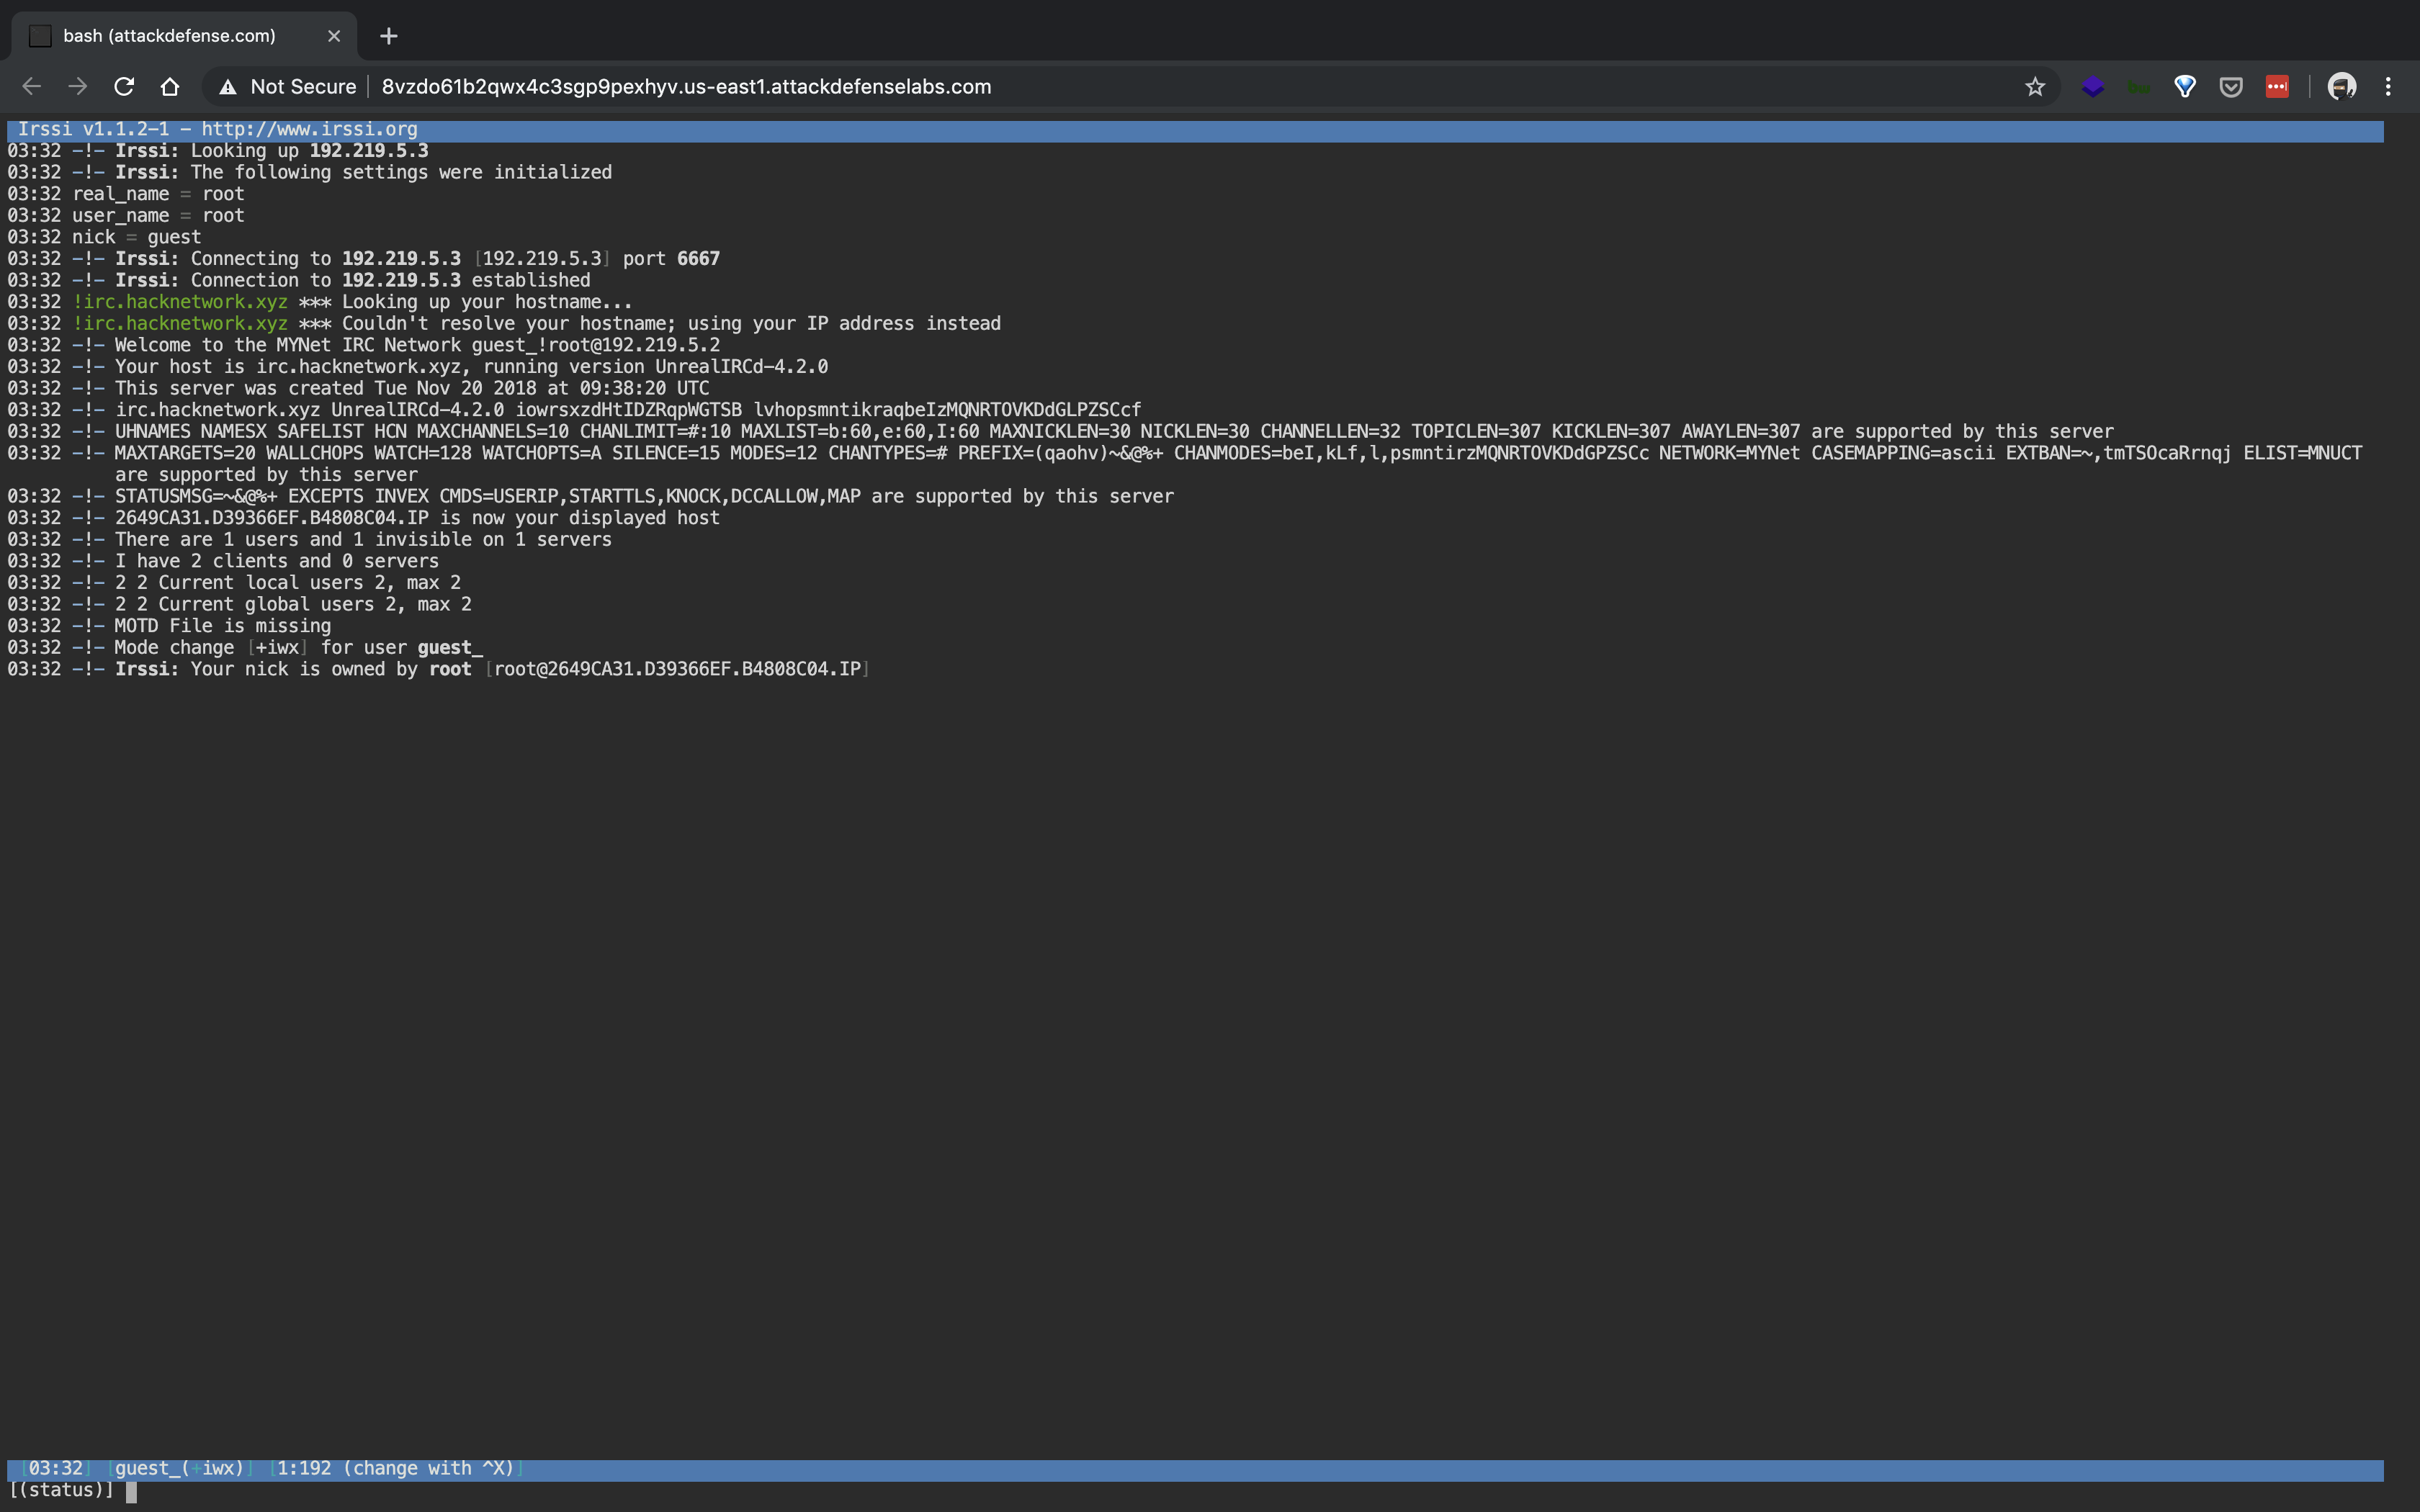 bash (attackdefense.com)
Not Secure | 8vzdo61b2qwx4c3sgp9pexhyv.us-east1.attackdefenselabs.com
Irssi v1.1.2-1 - http://www.irssi.org
03:32 -!- Irssi: Looking up 192.219.5.3
03:32 -!- Irssi: The following settings were initialized
03:32 real_name = root
03:32 user_name = root
03:32 nick = guest
03:32 -!- Irssi: Connecting to 192.219.5.3 [192.219.5.3] port 6667
03:32 -!- Irssi: Connection to 192.219.5.3 established
03:32 !irc.hacknetwork.xyz *** Looking up your hostname...
03:32 !irc.hacknetwork.xyz *** Couldn't resolve your hostname; using your IP address instead
03:32 -!- Welcome to the MYNet IRC Network guest_!root@192.219.5.2
03:32 -!- Your host is irc.hacknetwork.xyz, running version UnrealIRCd-4.2.0
03:32 -!- This server was created Tue Nov 20 2018 at 09:38:20 UTC
03:32 -!- irc.hacknetwork.xyz UnrealIRCd-4.2.0 iowrsxzdHtIDZRqpWGTSB lvhopsmntikraqbeIzMQNRTOVKDdGLPZSCcf
03:32 -!- UHNAMES NAMESX SAFELIST HCN MAXCHANNELS=10 CHANLIMIT=#:10 MAXLIST=b:60,e:60,I:60 MAXNICKLEN=30 NICKLEN=30 CHANNELLEN=32 TOPICLEN=307 KICKLEN=307 AWAYLEN=307 are supported by this server
03:32 -!- MAXTARGETS=20 WALLCHOPS WATCH=128 WATCHOPTS=A SILENCE=15 MODES=12 CHANTYPES=# PREFIX=(qaohv)~&@%+ CHANMODES=beI,kLf,l,psmntirzMQNRTOVKDdGPZSCc NETWORK=MYNet CASEMAPPING=ascii EXTBAN=~,tmTSOcaRrnqj ELIST=MNUCT
are supported by this server
03:32 -!- STATUSMSG=~&@%+ EXCEPTS INVEX CMDS=USERIP,STARTTLS,KNOCK,DCCALLOW,MAP are supported by this server
03:32 -!- 2649CA31.D39366EF.B4808C04.IP is now your displayed host
03:32 -!- There are 1 users and 1 invisible on 1 servers
03:32 -!- I have 2 clients and 0 servers
03:32 -!- 2 2 Current local users 2, max 2
03:32 -!- 2 2 Current global users 2, max 2
03:32 -!- MOTD File is missing
03:32 -!- Mode change [+iwx] for user guest_
03:32 -!- Irssi: Your nick is owned by root [root@2649CA31.D39366EF.B4808C04.IP]
[03:32] [guest_(+iwx)] [1:192 (change with ^X)]
[(status)]